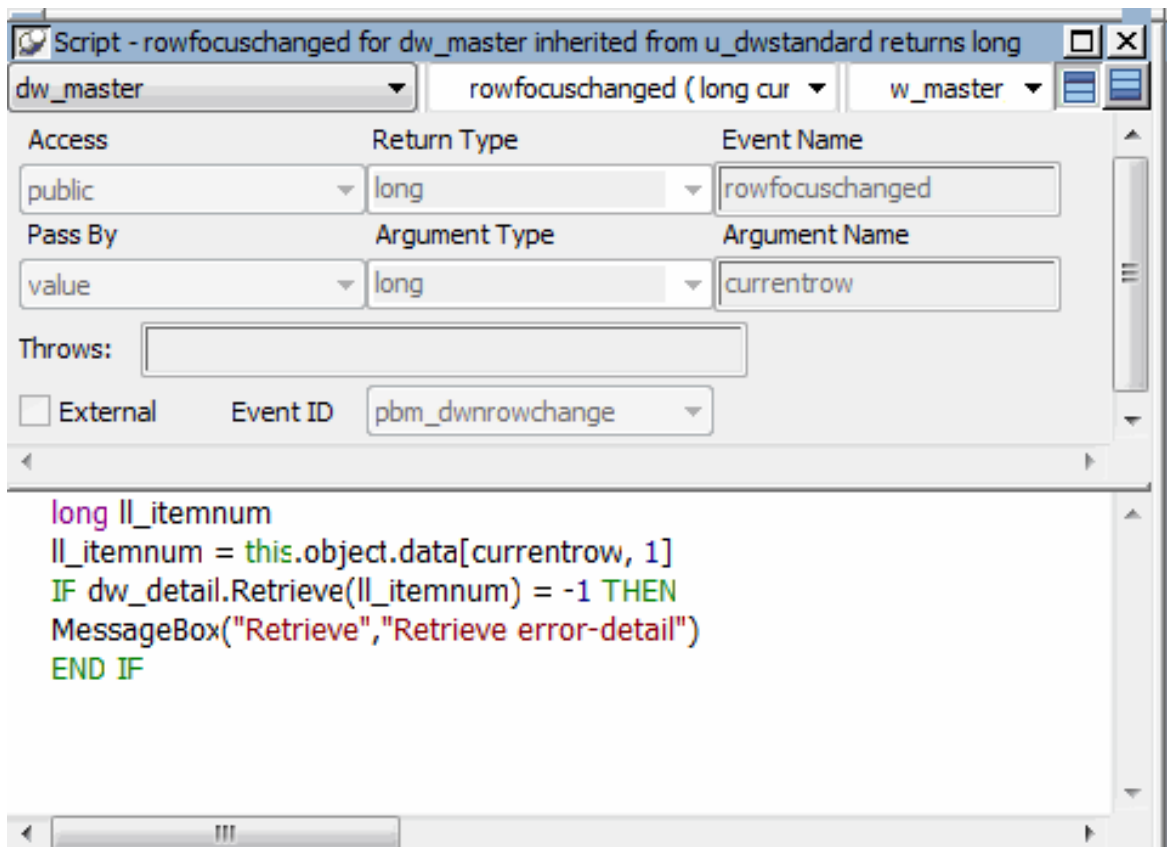 Script - rowfocuschanged for dw_master inherited from u_dwstandard returns long
dw_master rowfocuschanged ( long cur w_master
Access Return Type Event Name
public long rowfocuschanged
Pass By Argument Type Argument Name
value long currentrow
Throws:
External Event ID pbm_dwnrowchange
long ll_itemnum
ll_itemnum = this.object.data[currentrow, 1]
IF dw_detail.Retrieve(ll_itemnum) = -1 THEN
MessageBox("Retrieve","Retrieve error-detail")
END IF